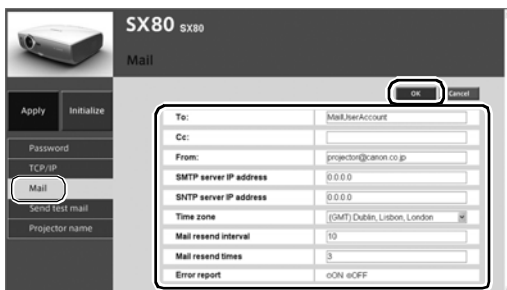 SX80 SX80
Mail
OK Cancel
Apply Initialize
Password
TCP/IP
Mail
Send test mail
Projector name
To: MailUserAccount
Cc:
From: projector@canon.co.jp
SMTP server IP address 0.0.0.0
SNTP server IP address 0.0.0.0
Time zone (GMT) Dublin, Lisbon, London
Mail resend interval 10
Mail resend times 3
Error report ON OFF